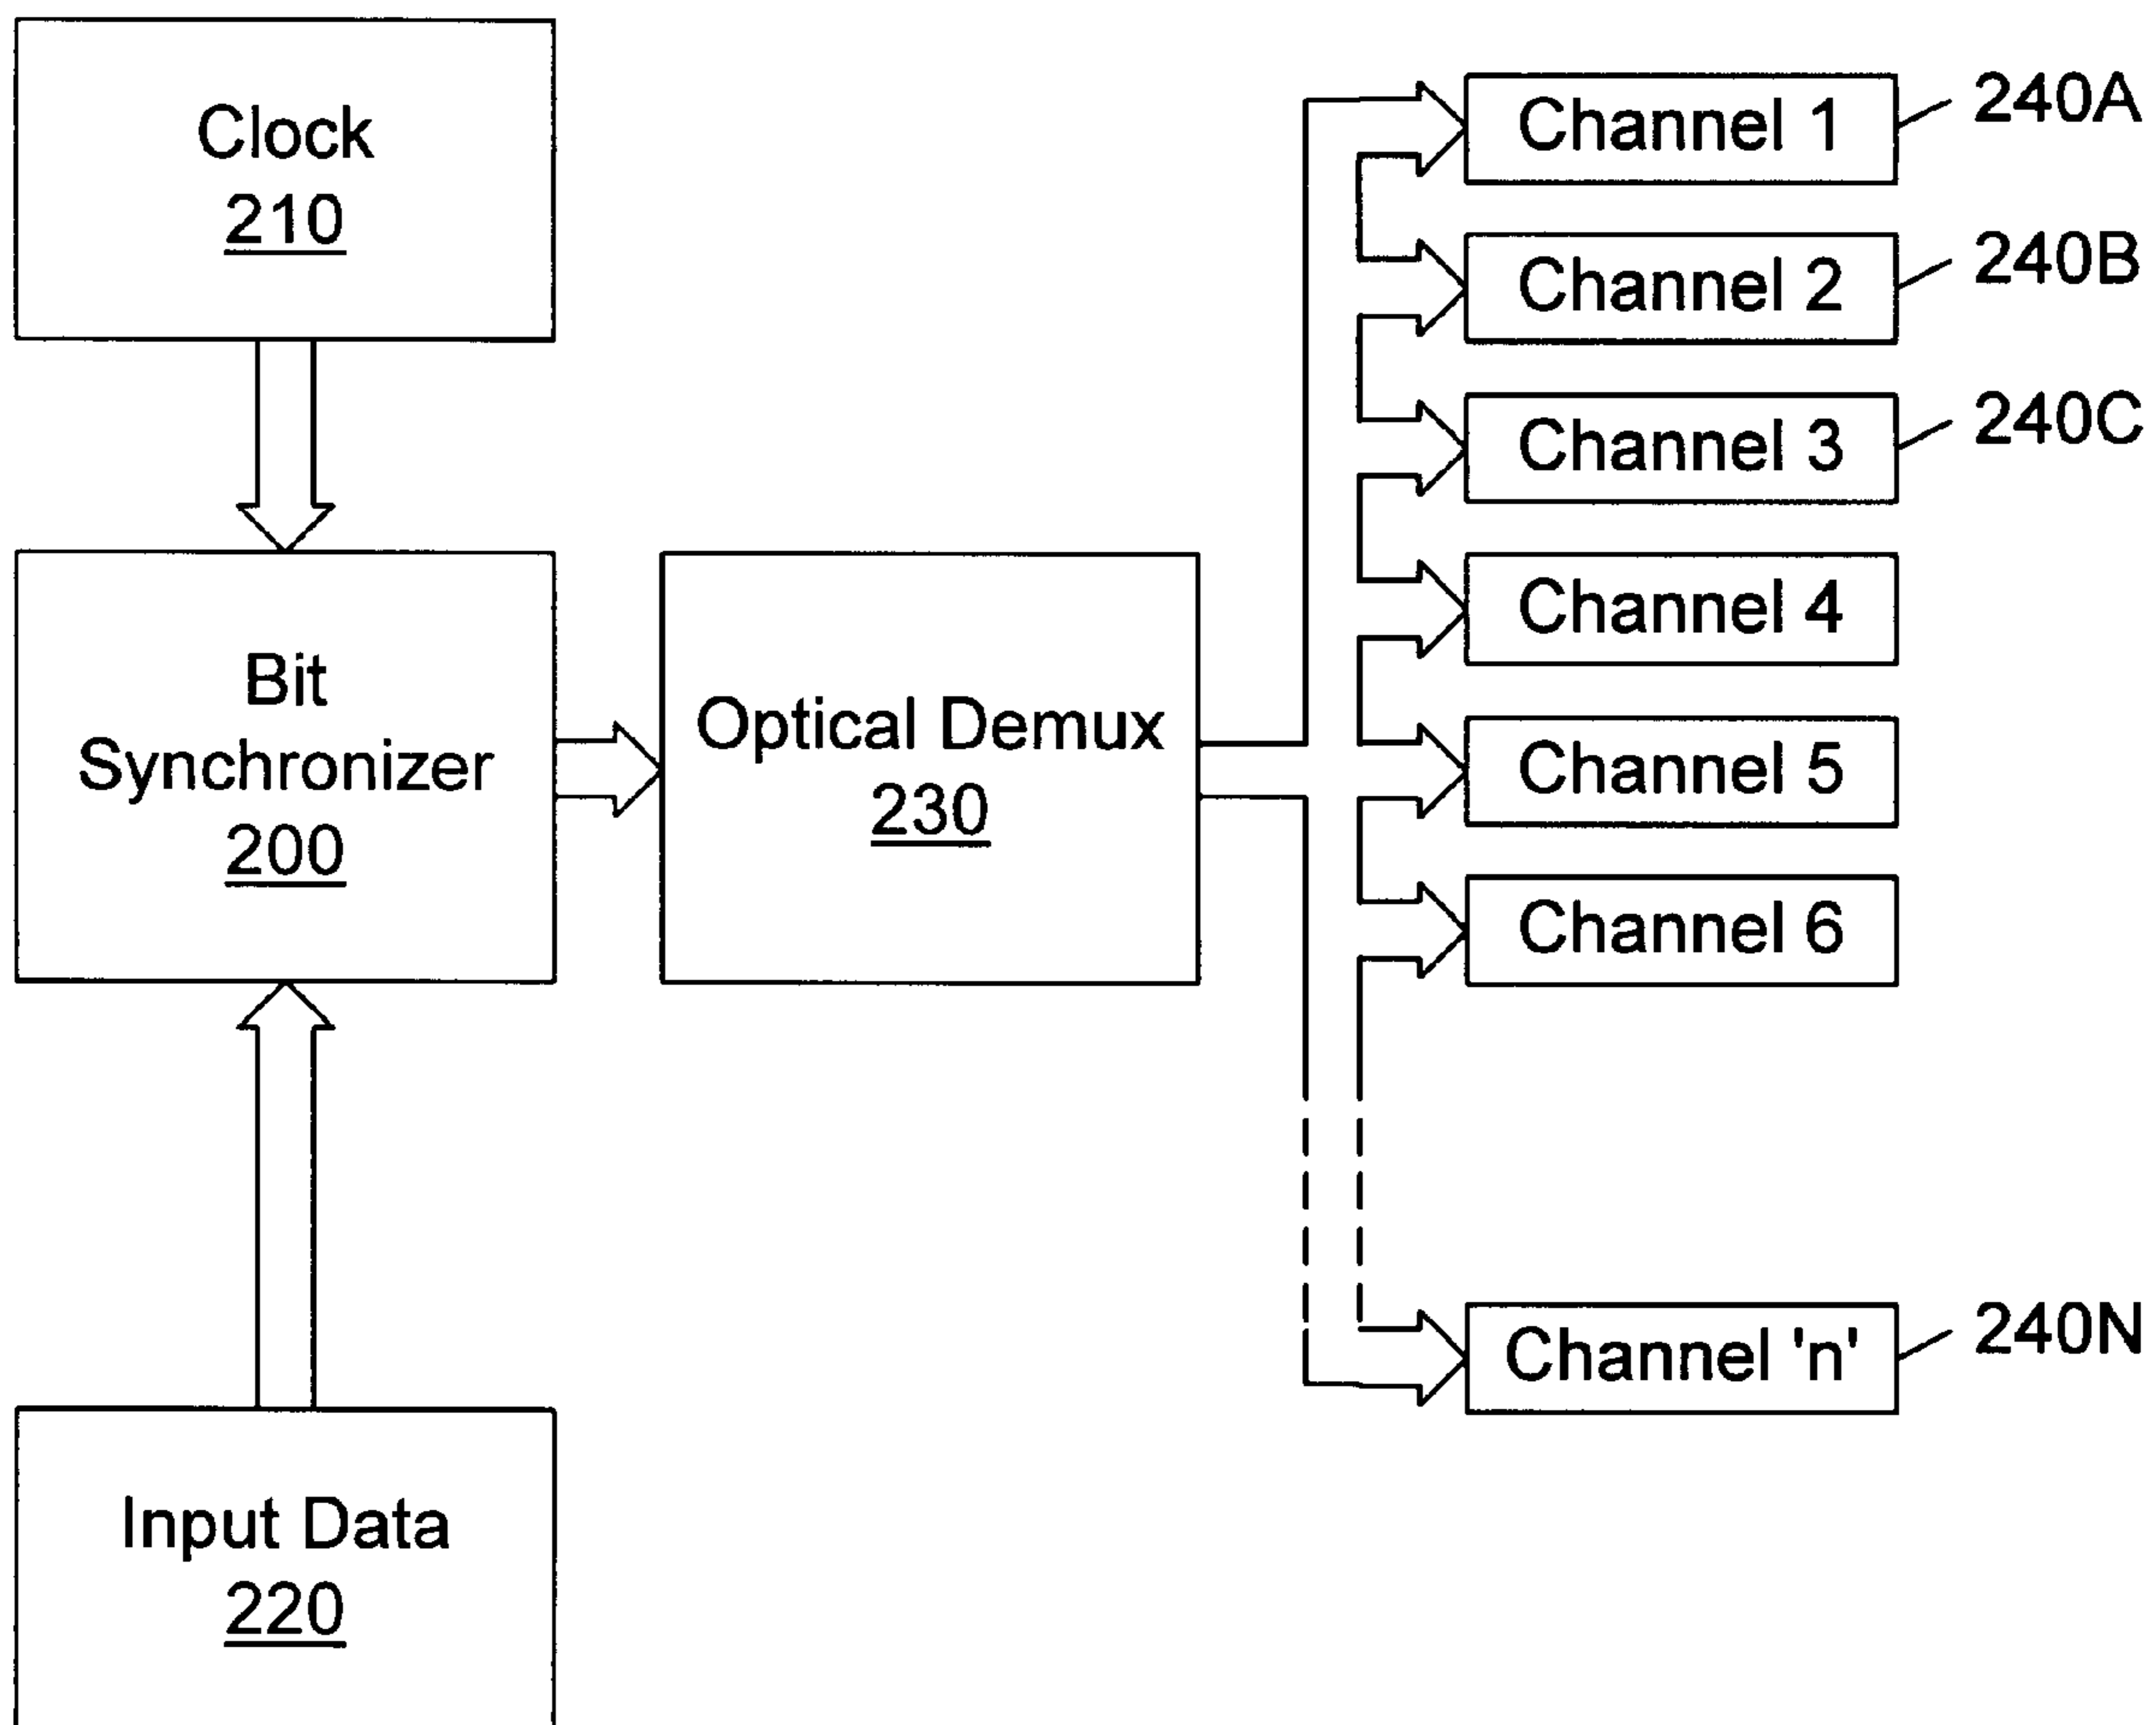 Clock
210
Bit
Synchronizer
200
Input Data
220
Optical Demux
230
Channel 1
240A
Channel 2
240B
Channel 3
240C
Channel 4
Channel 5
Channel 6
Channel 'n'
240N